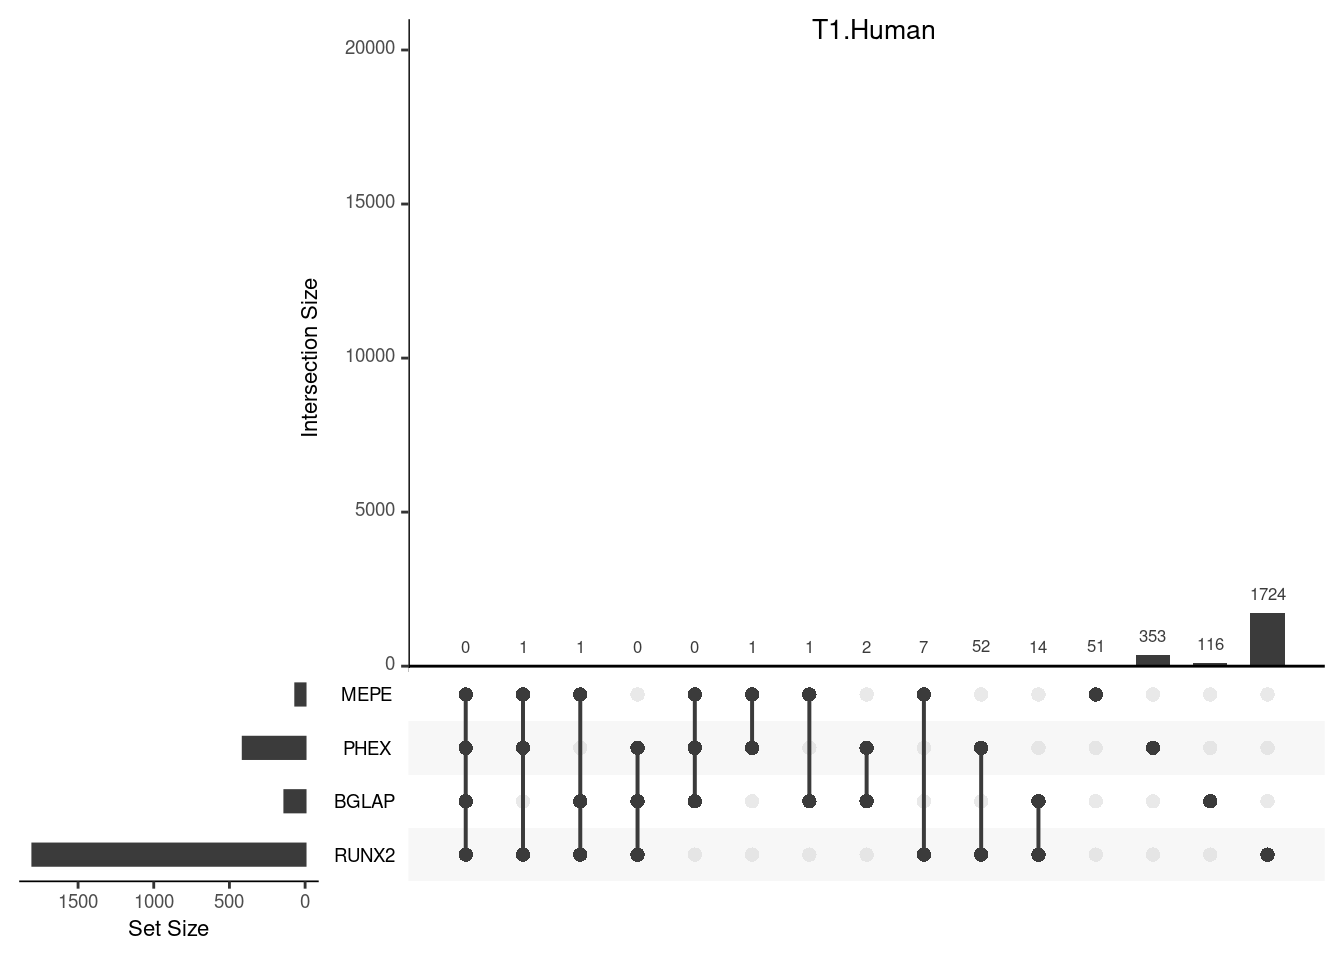 T1.Human
20000
15000
10000
5000
0
Intersection Size
0 1 1 0 0 1 1 2 7 52 14 51 353 116 1724
MEPE
PHEX
BGLAP
RUNX2
1500 1000 500 0
Set Size